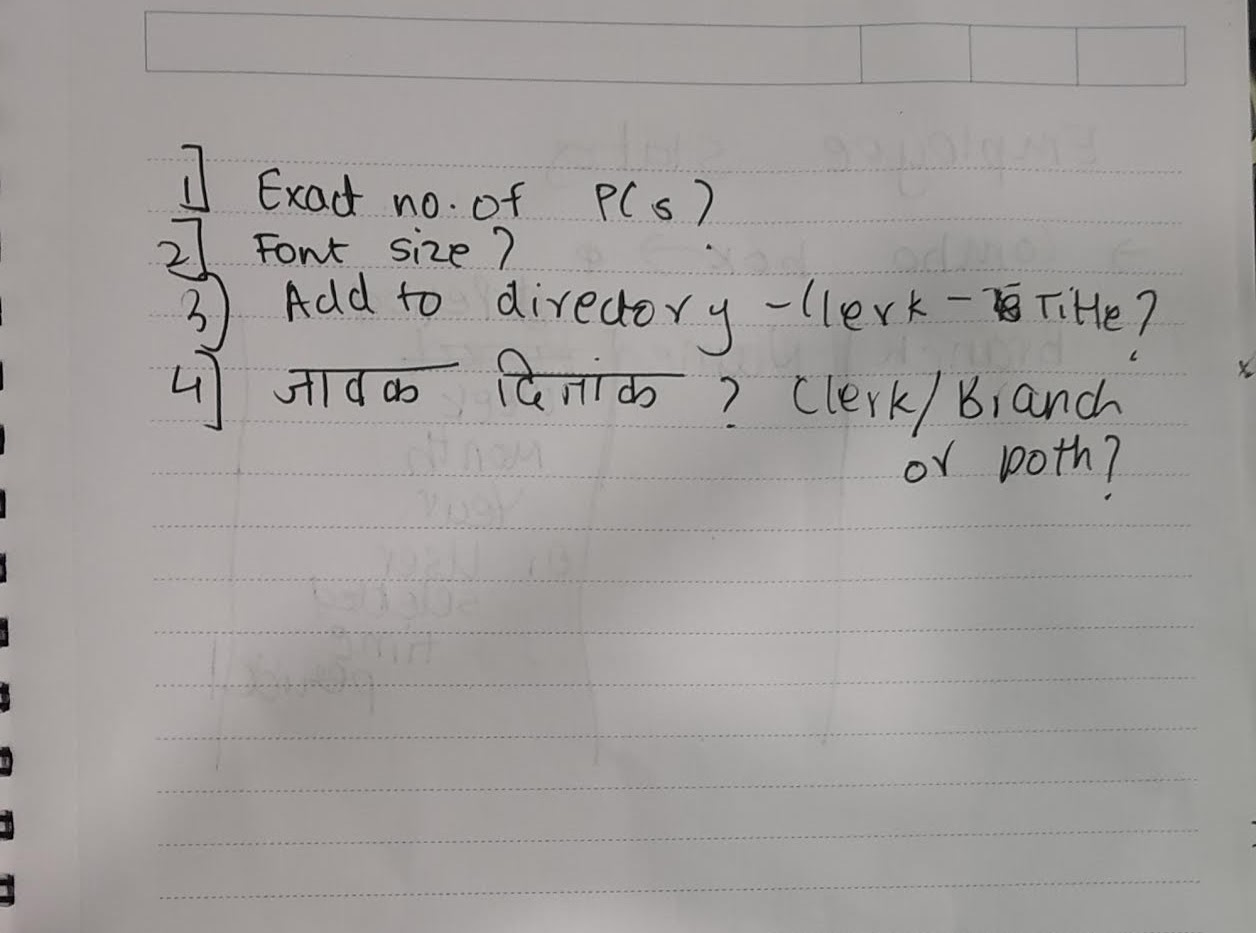 1] Exact no. of PCs?
2] Font size?
3) Add to directory - Clerk - Title?
4] जावक दिनांक ? Clerk/Branch
or both?